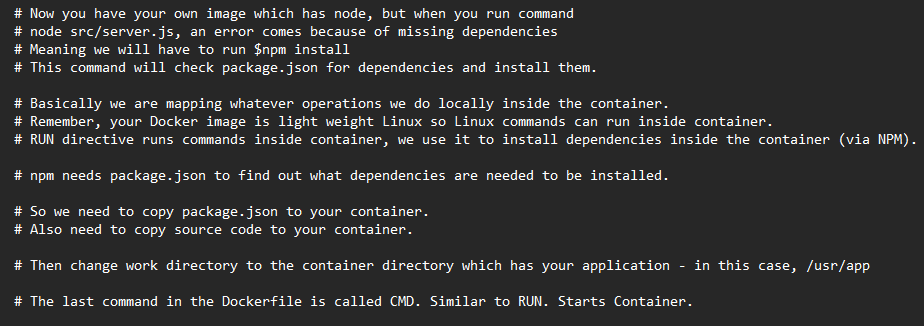 # Now you have your own image which has node, but when you run command
# node src/server.js, an error comes because of missing dependencies
# Meaning we will have to run $npm install
# This command will check package.json for dependencies and install them.
# Basically we are mapping whatever operations we do locally inside the container.
# Remember, your Docker image is light weight Linux so Linux commands can run inside container.
# RUN directive runs commands inside container, we use it to install dependencies inside the container (via NPM).
# npm needs package.json to find out what dependencies are needed to be installed.
# So we need to copy package.json to your container.
# Also need to copy source code to your container.
# Then change work directory to the container directory which has your application - in this case, /usr/app
# The last command in the Dockerfile is called CMD. Similar to RUN. Starts Container.